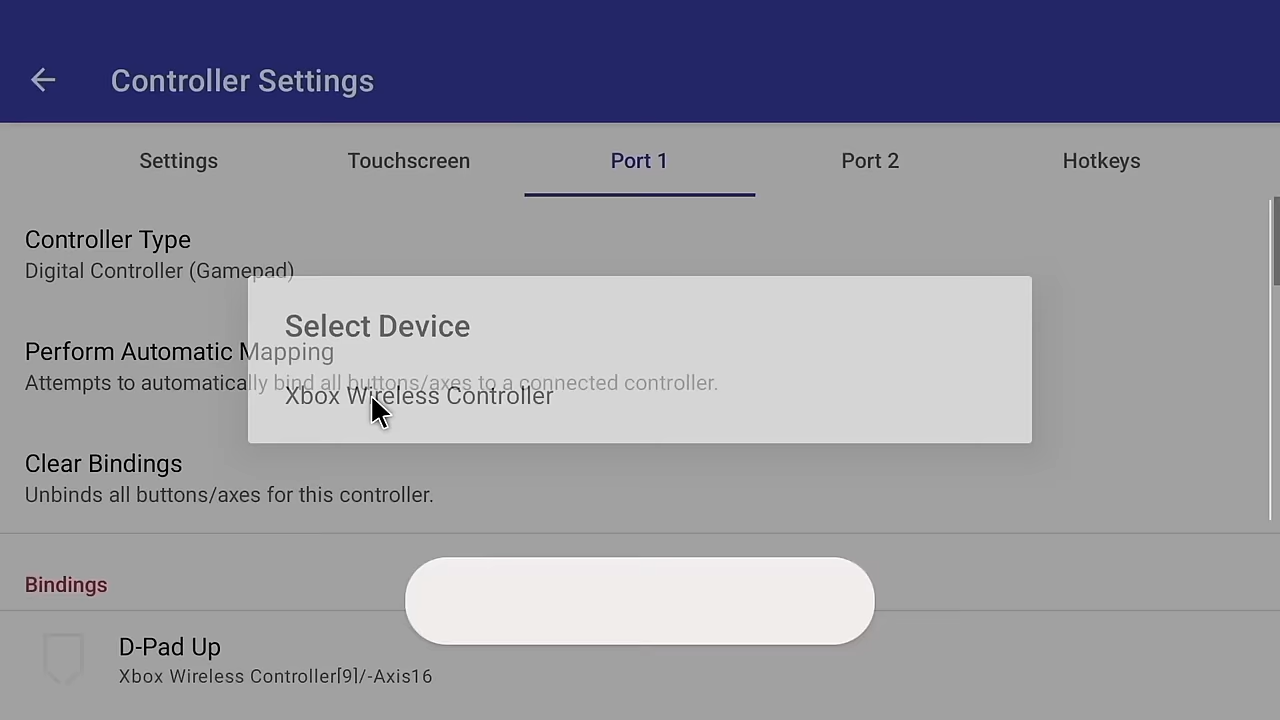 Controller Settings
Settings Touchscreen Port 1 Port 2 Hotkeys
Controller Type
Digital Controller (Gamepad)
Select Device
Perform Automatic Mapping
Attempts to automatically bind all buttons/axes to a connected controller.
Xbox Wireless Controller
Clear Bindings
Unbinds all buttons/axes for this controller.
Bindings
D-Pad Up
Xbox Wireless Controller[9]/-Axis16